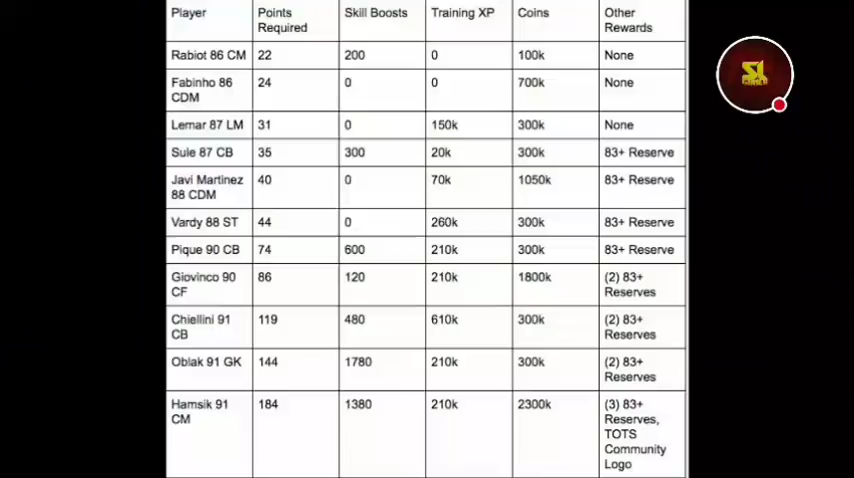 Player Points Required Skill Boosts Training XP Coins Other Rewards
Rabiot 86 CM 22 200 0 100k None
Fabinho 86 CDM 24 0 0 700k None
Lemar 87 LM 31 0 150k 300k None
Sule 87 CB 35 300 20k 300k 83+ Reserve
Javi Martinez 88 CDM 40 0 70k 1050k 83+ Reserve
Vardy 88 ST 44 0 260k 300k 83+ Reserve
Pique 90 CB 74 600 210k 300k 83+ Reserve
Giovinco 90 CF 86 120 210k 1800k (2) 83+ Reserves
Chiellini 91 CB 119 480 610k 300k (2) 83+ Reserves
Oblak 91 GK 144 1780 210k 300k (2) 83+ Reserves
Hamsik 91 CM 184 1380 210k 2300k (3) 83+ Reserves, TOTS Community Logo